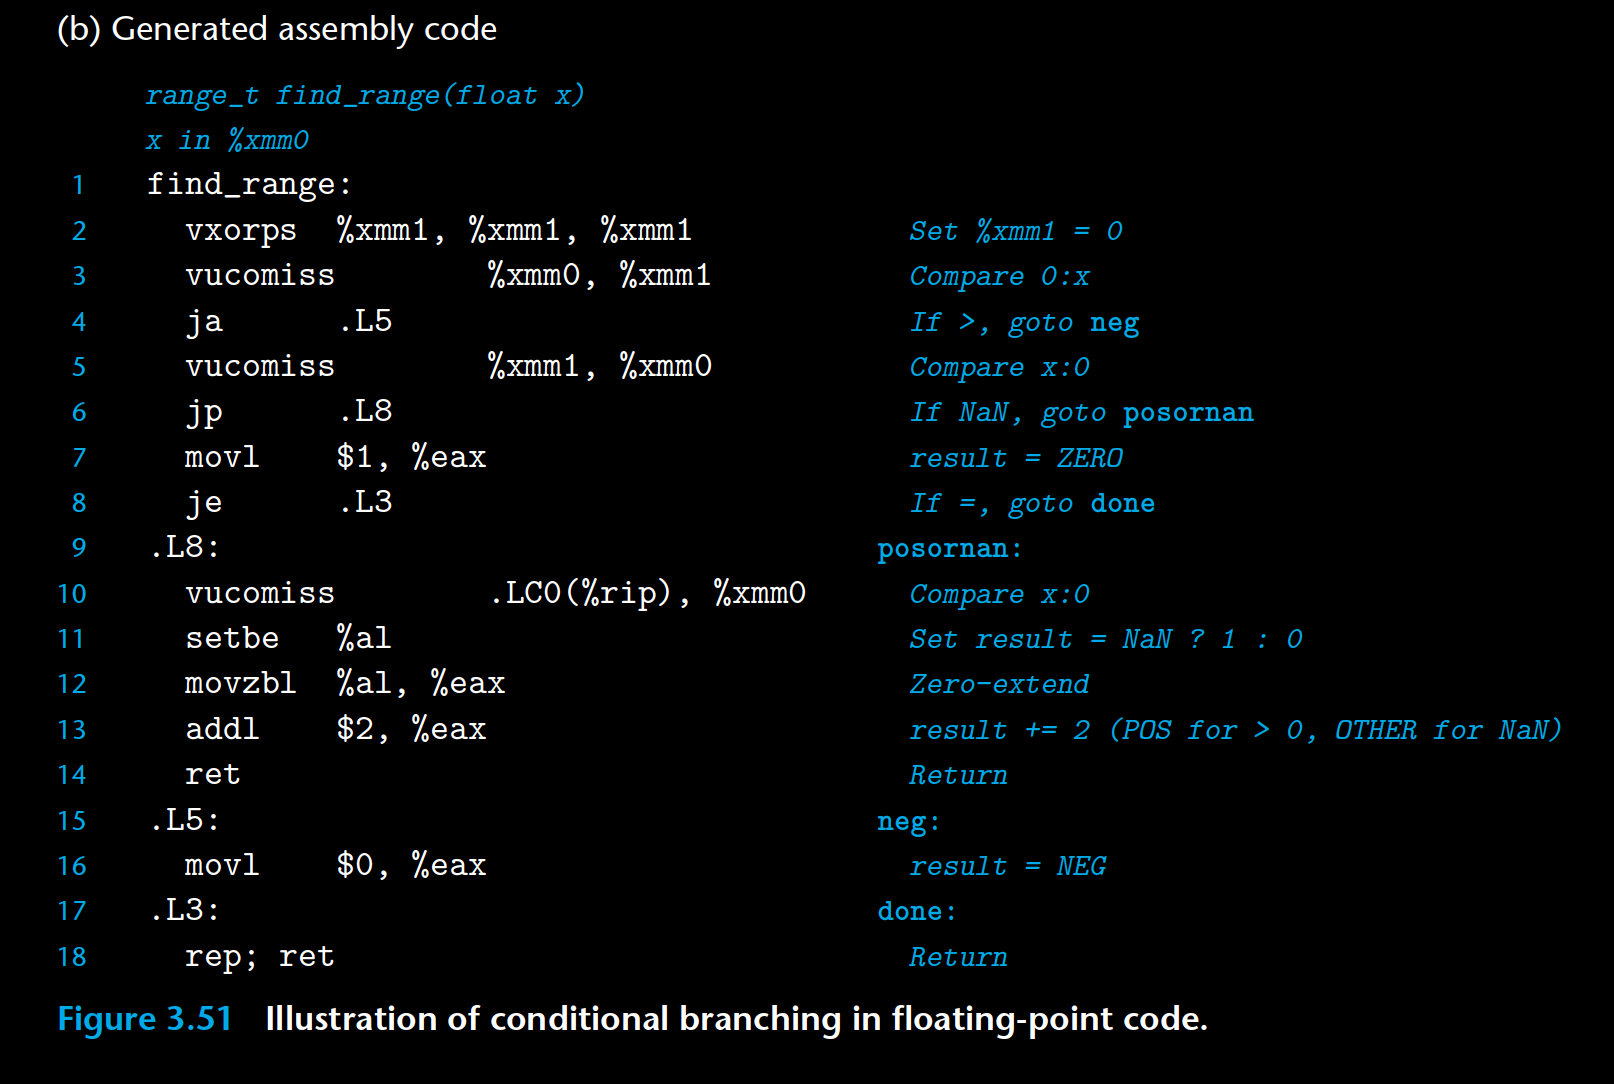 (b) Generated assembly code
range_t find_range(float x)
x in %xmm0
1 find_range:
2 vxorps %xmm1, %xmm1, %xmm1 Set %xmm1 = 0
3 vucomiss %xmm0, %xmm1 Compare 0:x
4 ja .L5 If >, goto neg
5 vucomiss %xmm1, %xmm0 Compare x:0
6 jp .L8 If NaN, goto posornan
7 movl $1, %eax result = ZERO
8 je .L3 If =, goto done
9 .L8: posornan:
10 vucomiss .LC0(%rip), %xmm0 Compare x:0
11 setbe %al Set result = NaN ? 1 : 0
12 movzbl %al, %eax Zero-extend
13 addl $2, %eax result += 2 (POS for > 0, OTHER for NaN)
14 ret Return
15 .L5: neg:
16 movl $0, %eax result = NEG
17 .L3: done:
18 rep; ret Return
Figure 3.51 Illustration of conditional branching in floating-point code.